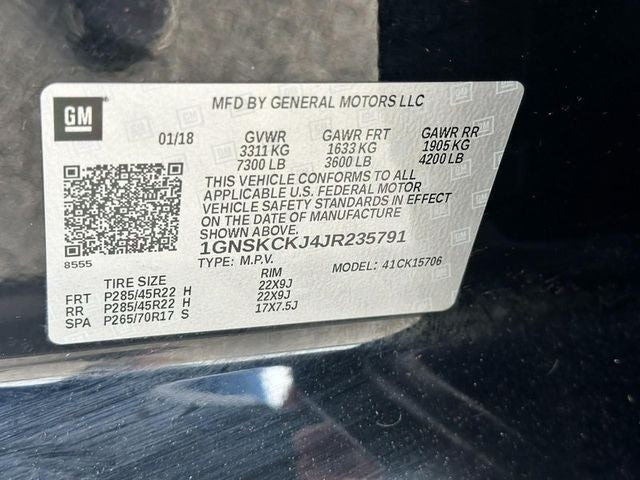 GM
MFD BY GENERAL MOTORS LLC
01/18 GVWR GAWR FRT GAWR RR
3311 KG 1633 KG 1905 KG
7300 LB 3600 LB 4200 LB
THIS VEHICLE CONFORMS TO ALL
APPLICABLE U.S. FEDERAL MOTOR
VEHICLE SAFETY STANDARDS IN EFFECT
ON THE DATE OF MANUFACTURE
SHOWN ABOVE.
1GNSKCKJ4JR235791
8555
TYPE: M.P.V. MODEL: 41CK15706
TIRE SIZE RIM
FRT P285/45R22 H 22X9J
RR P285/45R22 H 22X9J
SPA P265/70R17 S 17X7.5J